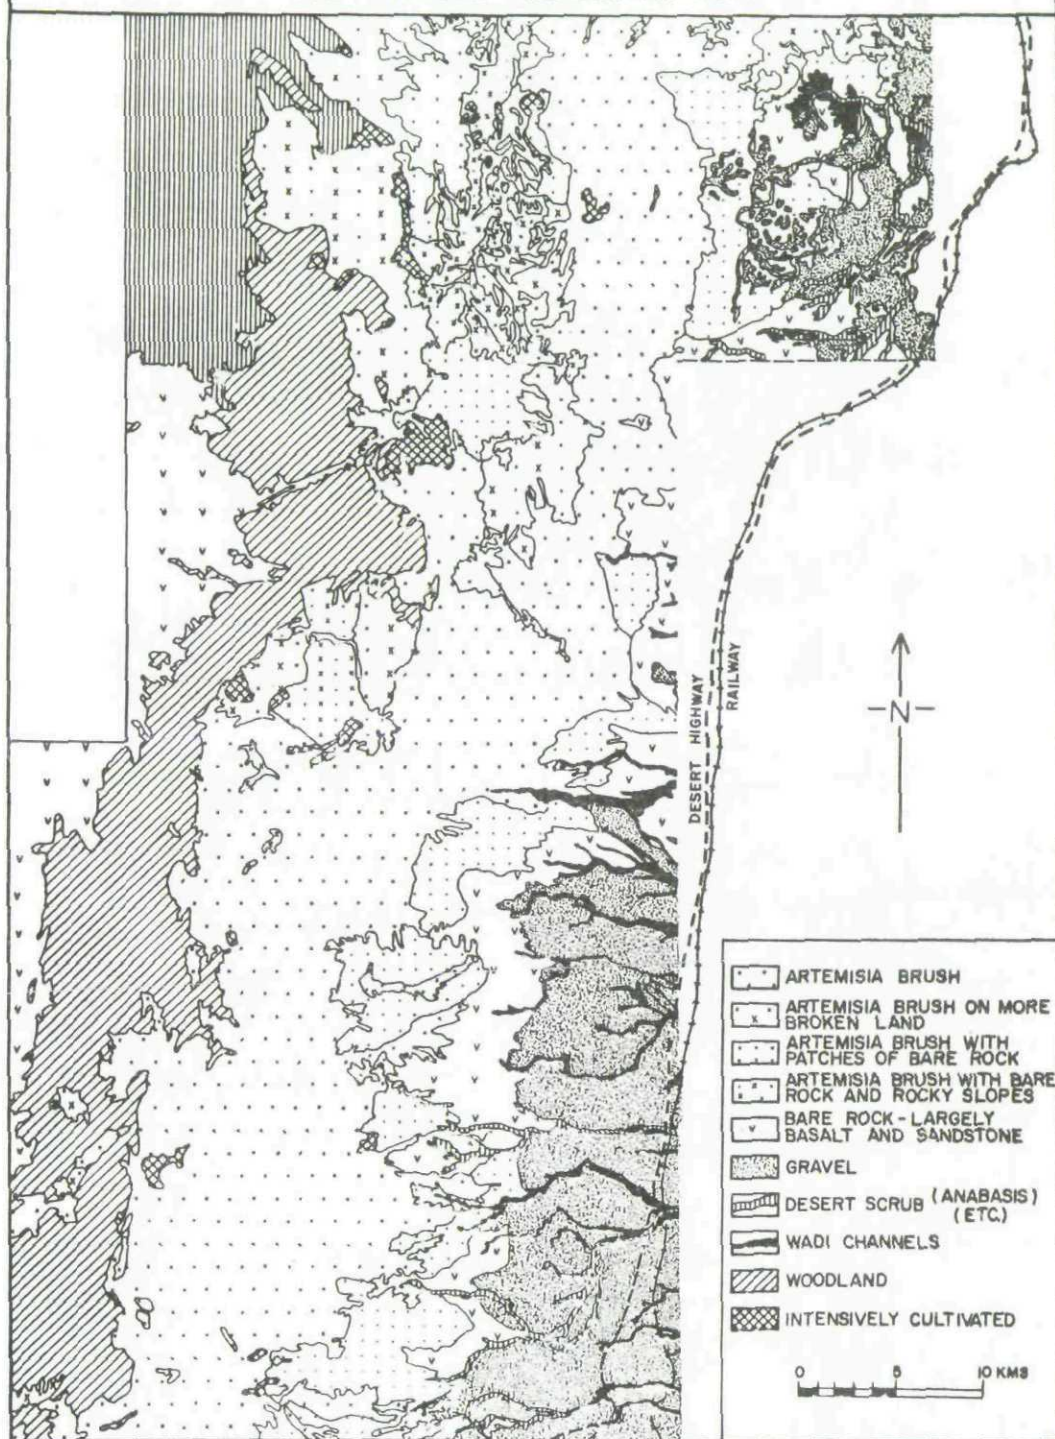 DESERT HIGHWAY
RAILWAY
N
ARTEMISIA BRUSH
ARTEMISIA BRUSH ON MORE
BROKEN LAND
ARTEMISIA BRUSH WITH
PATCHES OF BARE ROCK
ARTEMISIA BRUSH WITH BARE
ROCK AND ROCKY SLOPES
BARE ROCK-LARGELY
BASALT AND SANDSTONE
GRAVEL
DESERT SCRUB (ANABASIS)
(ETC.)
WADI CHANNELS
WOODLAND
INTENSIVELY CULTIVATED
0 5 10 KMS